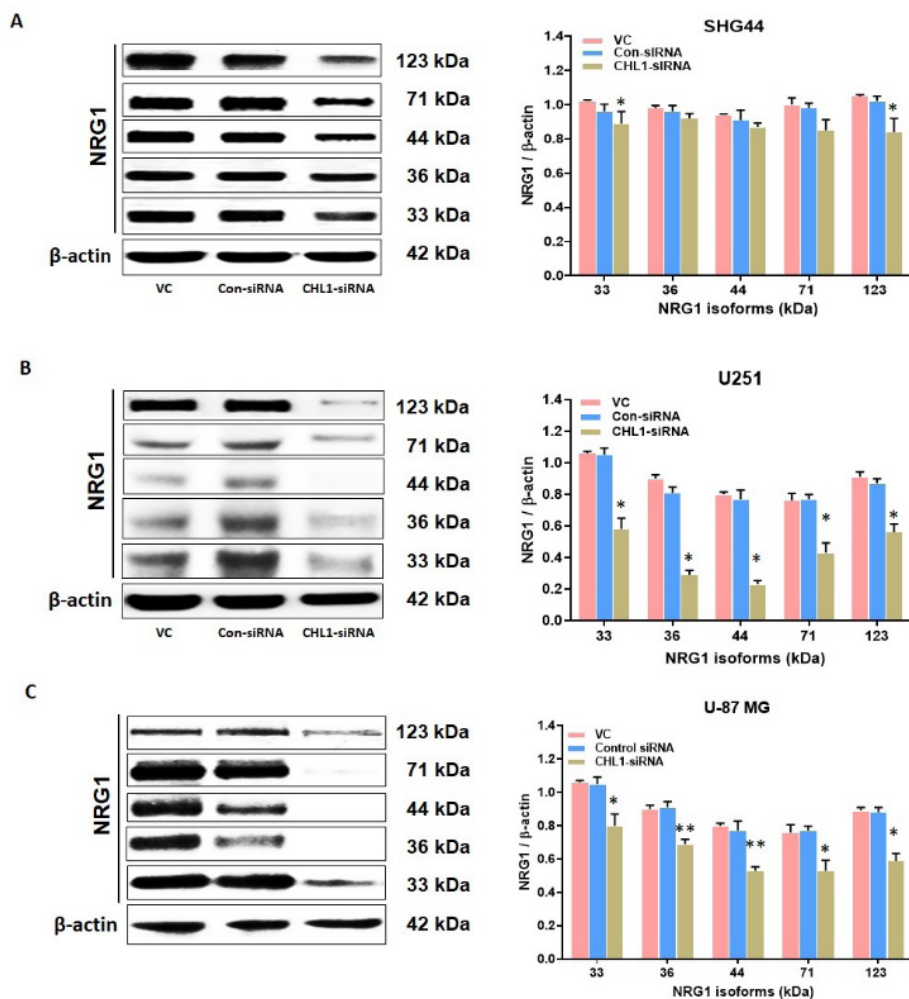 A
NRG1
123 kDa
71 kDa
44 kDa
36 kDa
33 kDa
β-actin
42 kDa
VC Con-siRNA CHL1-siRNA
SHG44
VC
Con-siRNA
CHL1-siRNA
NRG1 / β-actin
1.4
1.2
1.0
0.8
0.6
0.4
0.2
0.0
* *
33 36 44 71 123
NRG1 isoforms (kDa)
B
NRG1
123 kDa
71 kDa
44 kDa
36 kDa
33 kDa
β-actin
42 kDa
VC Con-siRNA CHL1-siRNA
U251
VC
Con-siRNA
CHL1-siRNA
NRG1 / β-actin
1.4
1.2
1.0
0.8
0.6
0.4
0.2
0.0
* * * * *
33 36 44 71 123
NRG1 isoforms (kDa)
C
NRG1
123 kDa
71 kDa
44 kDa
36 kDa
33 kDa
β-actin
42 kDa
U-87 MG
VC
Control siRNA
CHL1-siRNA
NRG1 / β-actin
1.4
1.2
1.0
0.8
0.6
0.4
0.2
0.0
* ** ** * *
33 36 44 71 123
NRG1 isoforms (kDa)